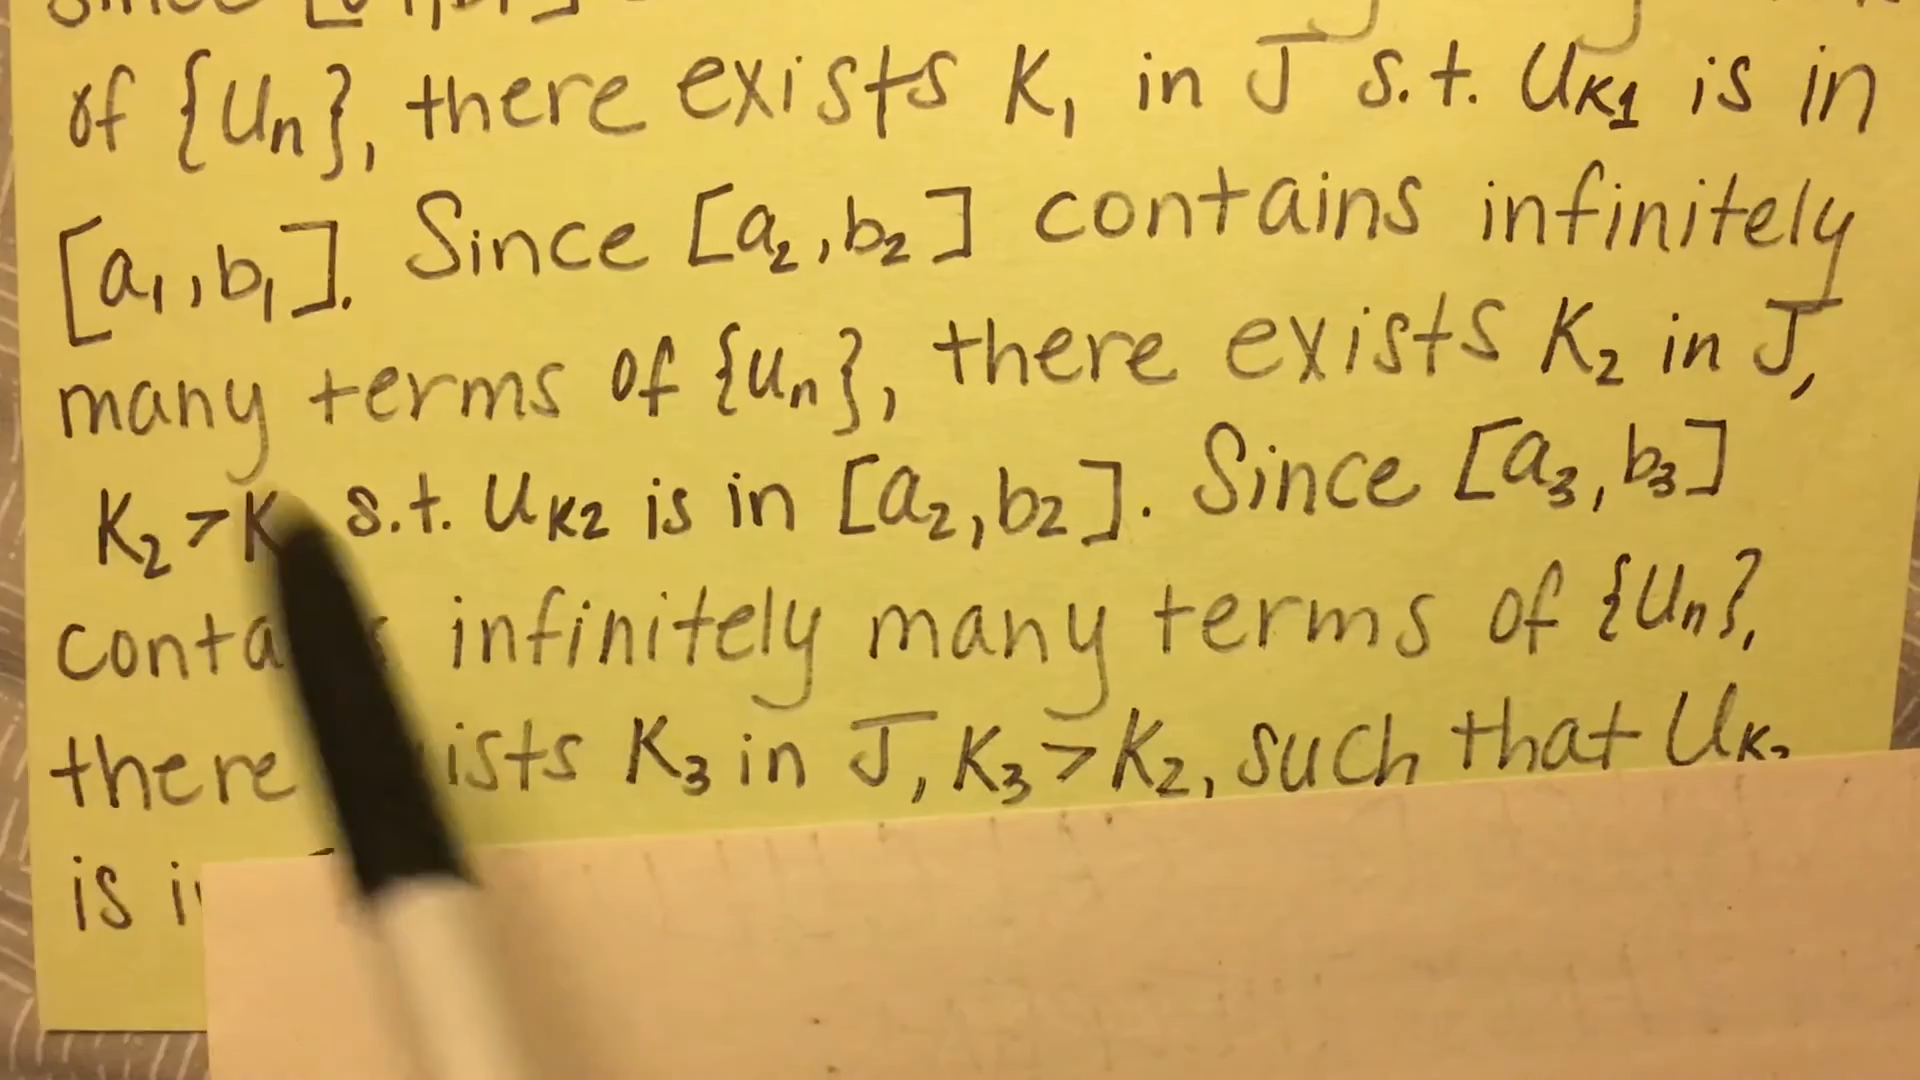 of {Un}, there exists K₁ in J s.t. UK1 is in
[a₁,b₁]. Since [a₂,b₂] contains infinitely
many terms of {Un}, there exists K₂ in J,
K₂ > K s.t. UK2 is in [a₂,b₂]. Since [a₃,b₃]
infinitely many terms of {Un},
there K₃ in J, K₃ > K₂, such that UK
is